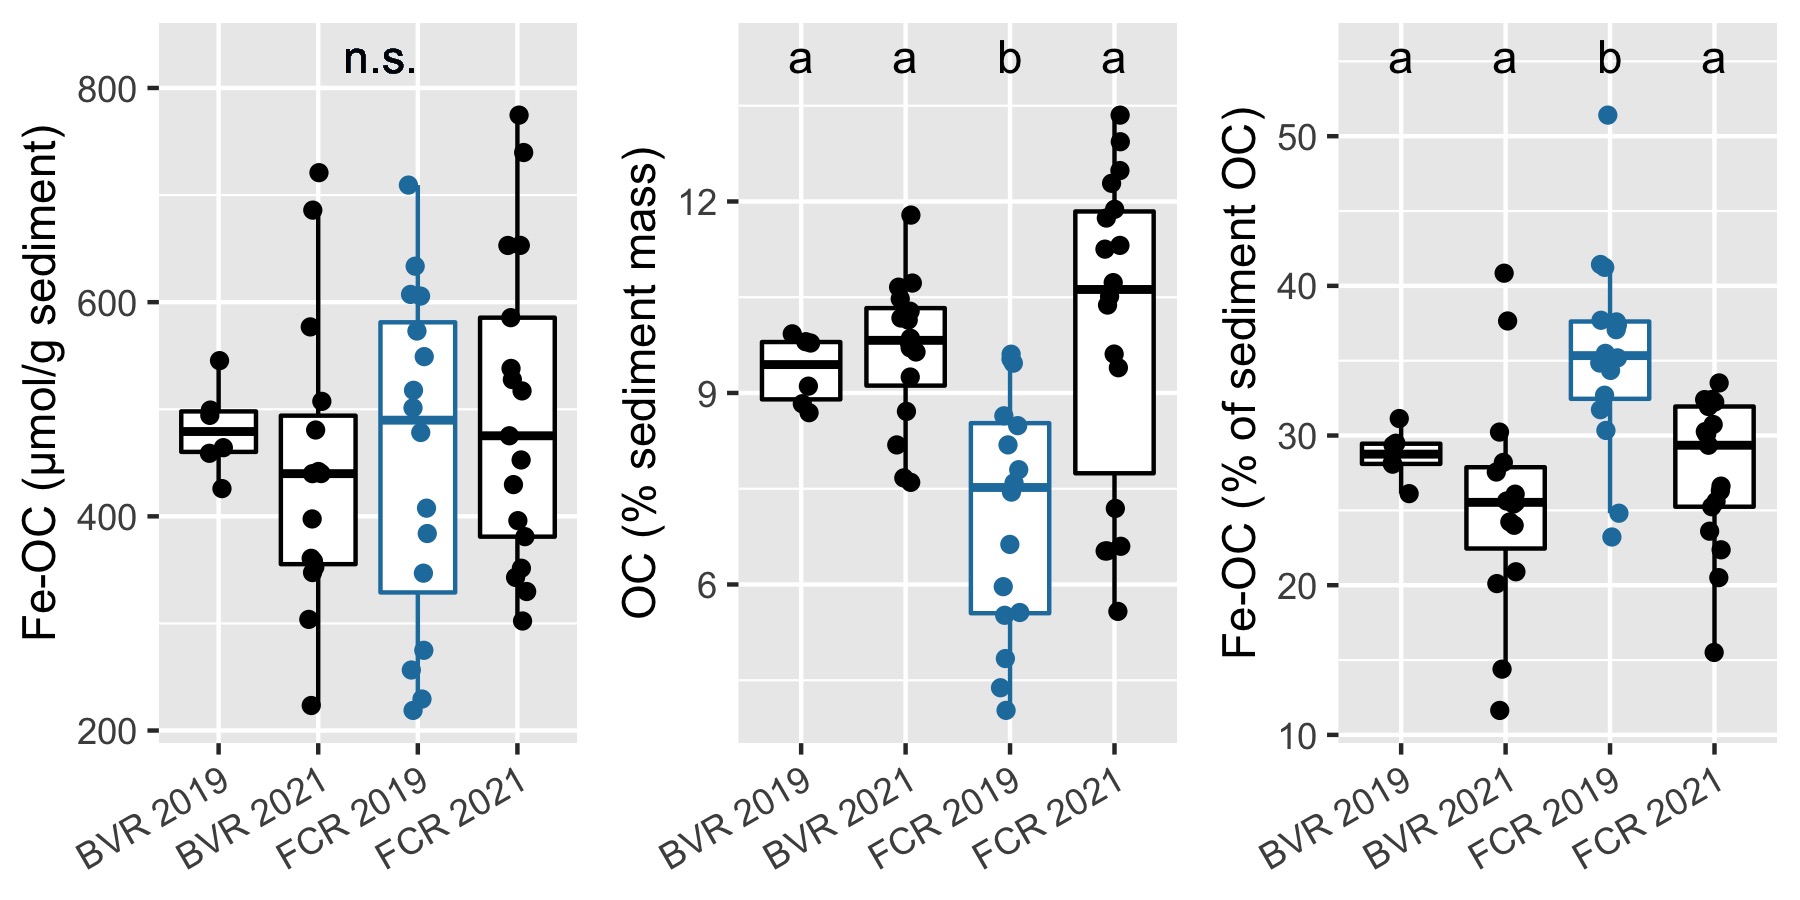 n.s.
Fe-OC (μmol/g sediment)
800
600
400
200
BVR 2019
BVR 2021
FCR 2019
FCR 2021
a a b a
OC (% sediment mass)
12
9
6
BVR 2019
BVR 2021
FCR 2019
FCR 2021
a a b a
Fe-OC (% of sediment OC)
50
40
30
20
10
BVR 2019
BVR 2021
FCR 2019
FCR 2021